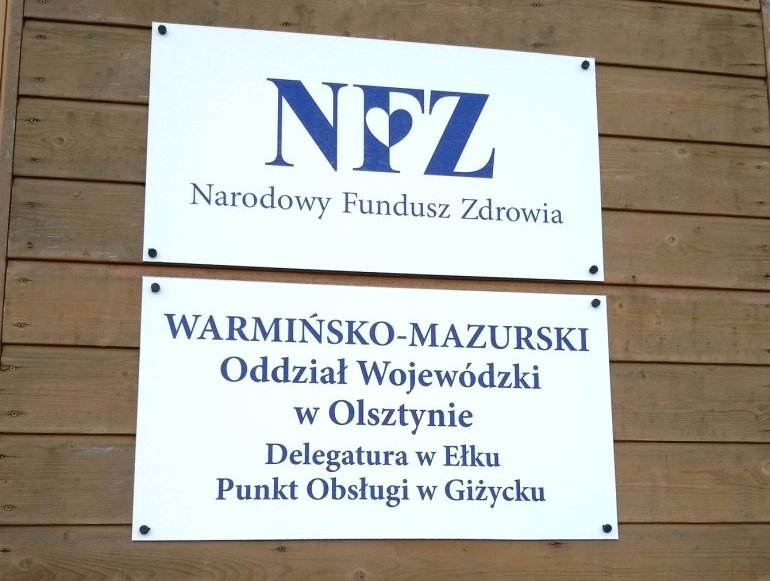 NFZ
Narodowy Fundusz Zdrowia
WARMIŃSKO-MAZURSKI
Oddział Wojewódzki
w Olsztynie
Delegatura w Ełku
Punkt Obsługi w Giżycku